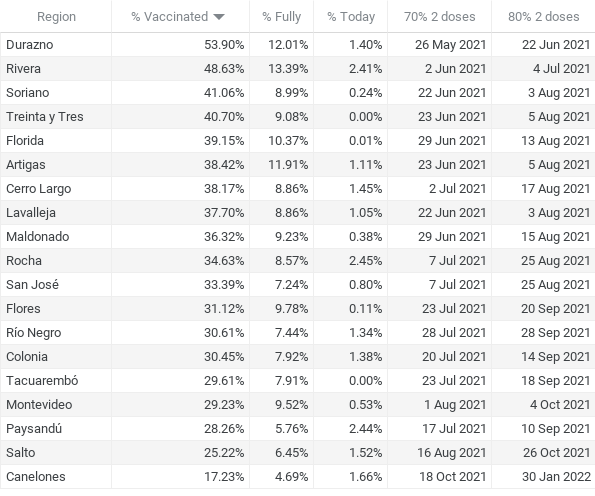 Region % Vaccinated % Fully % Today 70% 2 doses 80% 2 doses
Durazno 53.90% 12.01% 1.40% 26 May 2021 22 Jun 2021
Rivera 48.63% 13.39% 2.41% 2 Jun 2021 4 Jul 2021
Soriano 41.06% 8.99% 0.24% 22 Jun 2021 3 Aug 2021
Treinta y Tres 40.70% 9.08% 0.00% 23 Jun 2021 5 Aug 2021
Florida 39.15% 10.37% 0.01% 29 Jun 2021 13 Aug 2021
Artigas 38.42% 11.91% 1.11% 23 Jun 2021 5 Aug 2021
Cerro Largo 38.17% 8.86% 1.45% 2 Jul 2021 17 Aug 2021
Lavalleja 37.70% 8.86% 1.05% 22 Jun 2021 3 Aug 2021
Maldonado 36.32% 9.23% 0.38% 29 Jun 2021 15 Aug 2021
Rocha 34.63% 8.57% 2.45% 7 Jul 2021 25 Aug 2021
San José 33.39% 7.24% 0.80% 7 Jul 2021 25 Aug 2021
Flores 31.12% 9.78% 0.11% 23 Jul 2021 20 Sep 2021
Río Negro 30.61% 7.44% 1.34% 28 Jul 2021 28 Sep 2021
Colonia 30.45% 7.92% 1.38% 20 Jul 2021 14 Sep 2021
Tacuarembó 29.61% 7.91% 0.00% 23 Jul 2021 18 Sep 2021
Montevideo 29.23% 9.52% 0.53% 1 Aug 2021 4 Oct 2021
Paysandú 28.26% 5.76% 2.44% 17 Jul 2021 10 Sep 2021
Salto 25.22% 6.45% 1.52% 16 Aug 2021 26 Oct 2021
Canelones 17.23% 4.69% 1.66% 18 Oct 2021 30 Jan 2022